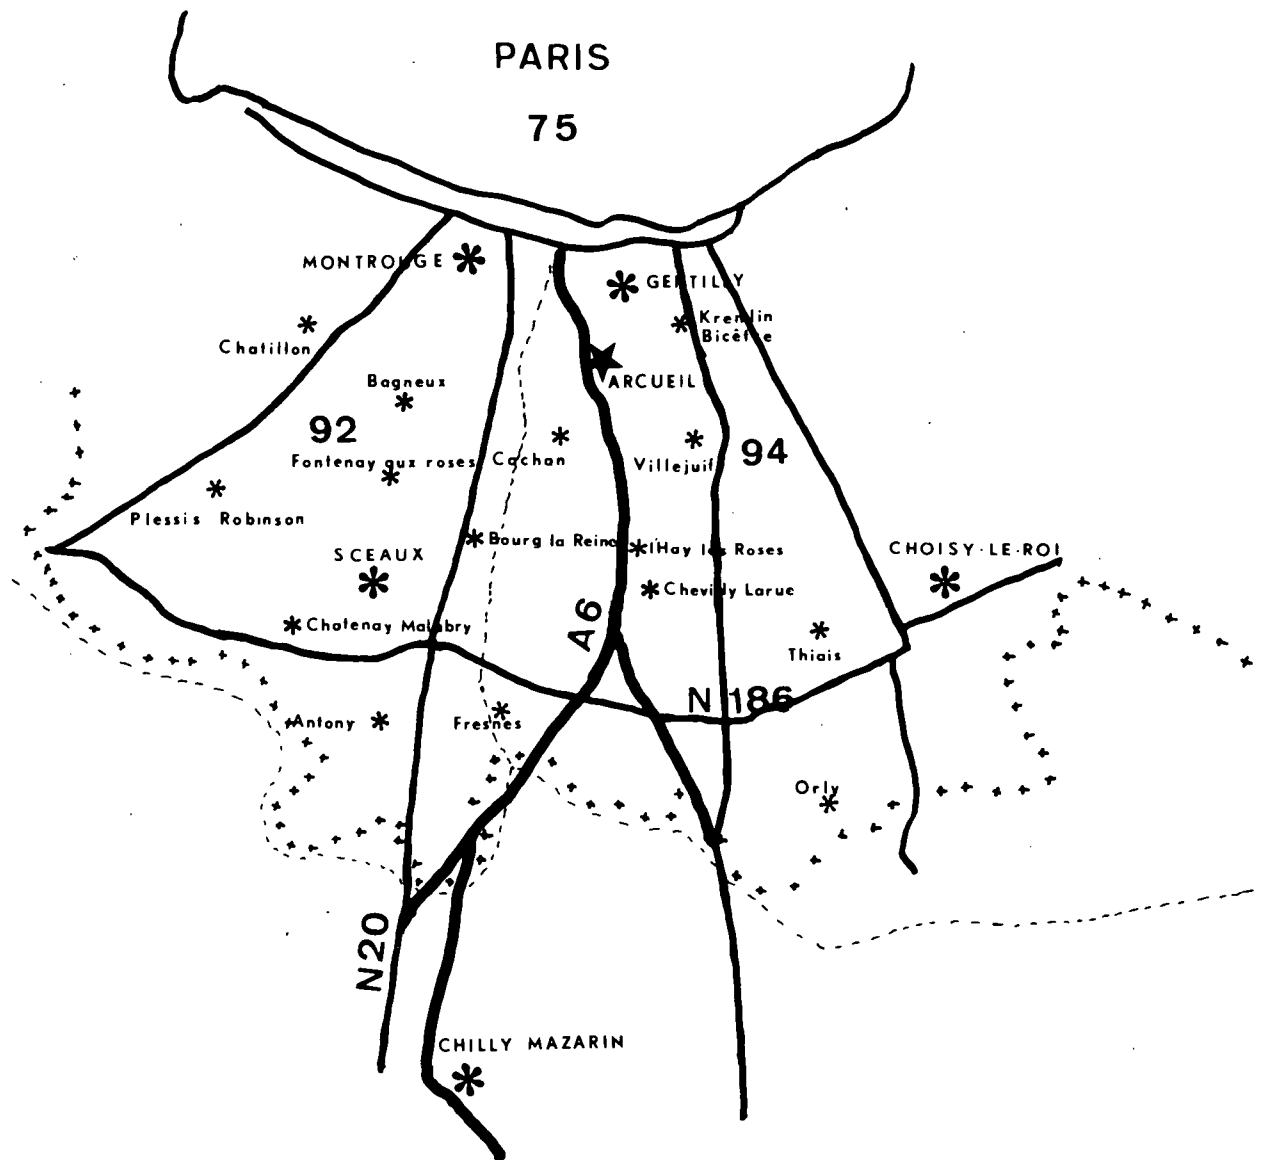 PARIS
75
MONTROUGE
GENTILLY
Kremlin
Bicêtre
Chatillon
ARCUEIL
Bagneux
92
94
Fontenay aux roses
Cachan
Villejuif
Plessis Robinson
Bourg la Reine
l'Hay les Roses
CHOISY-LE-ROI
SCEAUX
Chevilly Larue
A6
Chatenay Malabry
Thiais
N 186
Antony
Fresnes
Orly
N20
CHILLY MAZARIN